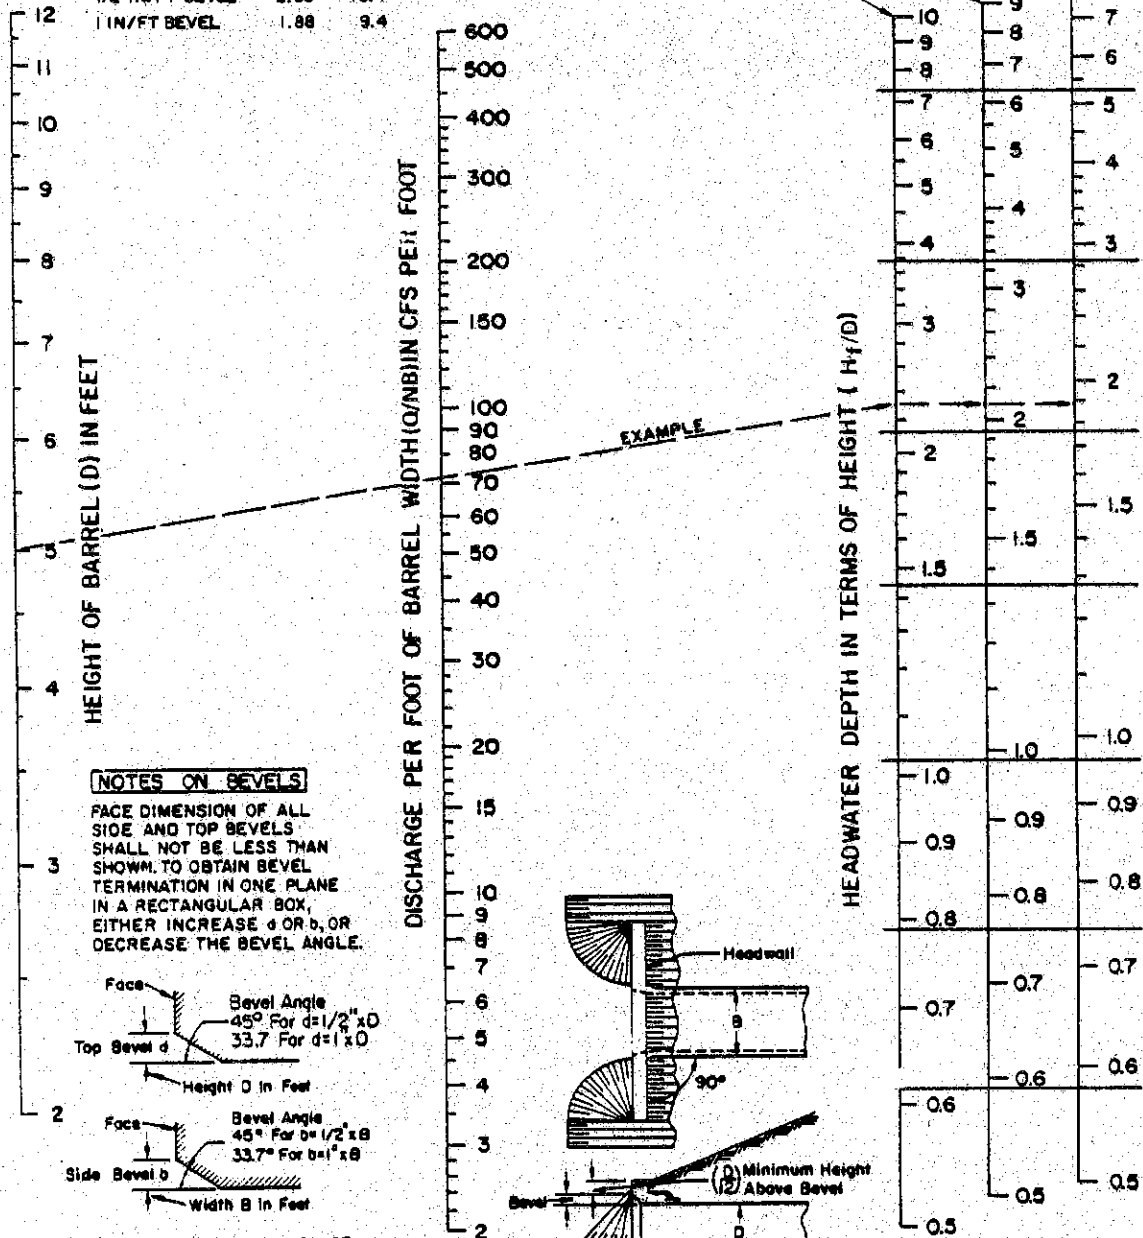 1 IN/FT BEVEL 1.88 9.4
12
11
10
9
8
7
6
5
4
3
2
HEIGHT OF BARREL (D) IN FEET
600
500
400
300
200
150
100
90
80
70
60
50
40
30
20
15
10
9
8
7
6
5
4
3
2
DISCHARGE PER FOOT OF BARREL WIDTH (Q/NB) IN CFS PER FOOT
EXAMPLE
HEADWATER DEPTH IN TERMS OF HEIGHT (Hf/D)
10
9
8
7
6
5
4
3
2
1.5
1.0
0.9
0.8
0.7
0.6
0.5
9
8
7
6
5
4
3
2
1.5
1.0
0.9
0.8
0.7
0.6
0.5
7
6
5
4
3
2
1.5
1.0
0.9
0.8
0.7
0.6
0.5
NOTES ON BEVELS
FACE DIMENSION OF ALL
SIDE AND TOP BEVELS
SHALL NOT BE LESS THAN
SHOWN. TO OBTAIN BEVEL
TERMINATION IN ONE PLANE
IN A RECTANGULAR BOX,
EITHER INCREASE d OR b, OR
DECREASE THE BEVEL ANGLE.
Face
Bevel Angle
45° For d=1/2"xD
33.7 For d=1"xD
Top Bevel d
Height D in Feet
Face
Bevel Angle
45° For b=1/2"xB
33.7° For b=1"xB
Side Bevel b
Width B in Feet
Headwall
B
90°
(D/12) Minimum Height
Above Bevel
Bevel
D